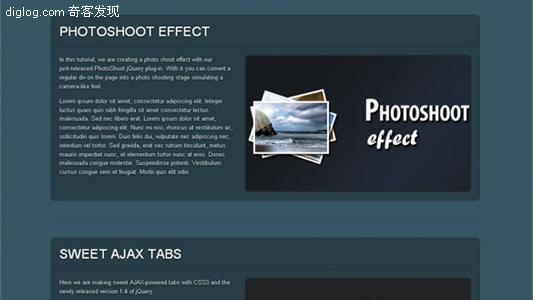 diglog.com 奇客发现
PHOTOSHOOT EFFECT
In this tutorial, we are creating a photo shoot effect with our
just-released PhotoShoot jQuery plug-in. With it you can convert a
regular div on the page into a photo shooting stage simulating a
camera-like feel.
Lorem ipsum dolor sit amet, consectetur adipiscing elit. Integer
luctus quam quis nibh fringilla sit amet consectetur lectus
malesuada. Sed nec libero erat. Lorem ipsum dolor sit amet,
consectetur adipiscing elit. Nunc mi nisi, rhoncus ut vestibulum ac,
sollicitudin quis lorem. Duis felis dui, vulputate nec adipiscing nec,
interdum vel tortor. Sed gravida, erat nec rutrum tincidunt, metus
mauris imperdiet nunc, et elementum tortor nunc at eros. Donec
malesuada congue molestie. Suspendisse potenti. Vestibulum
cursus congue sem et feugiat. Morbi quis elit odio.
PHOTOSHOOT
effect
SWEET AJAX TABS
Here we are making sweet AJAX-powered tabs with CSS3 and the
newly released version 1.4 of jQuery.